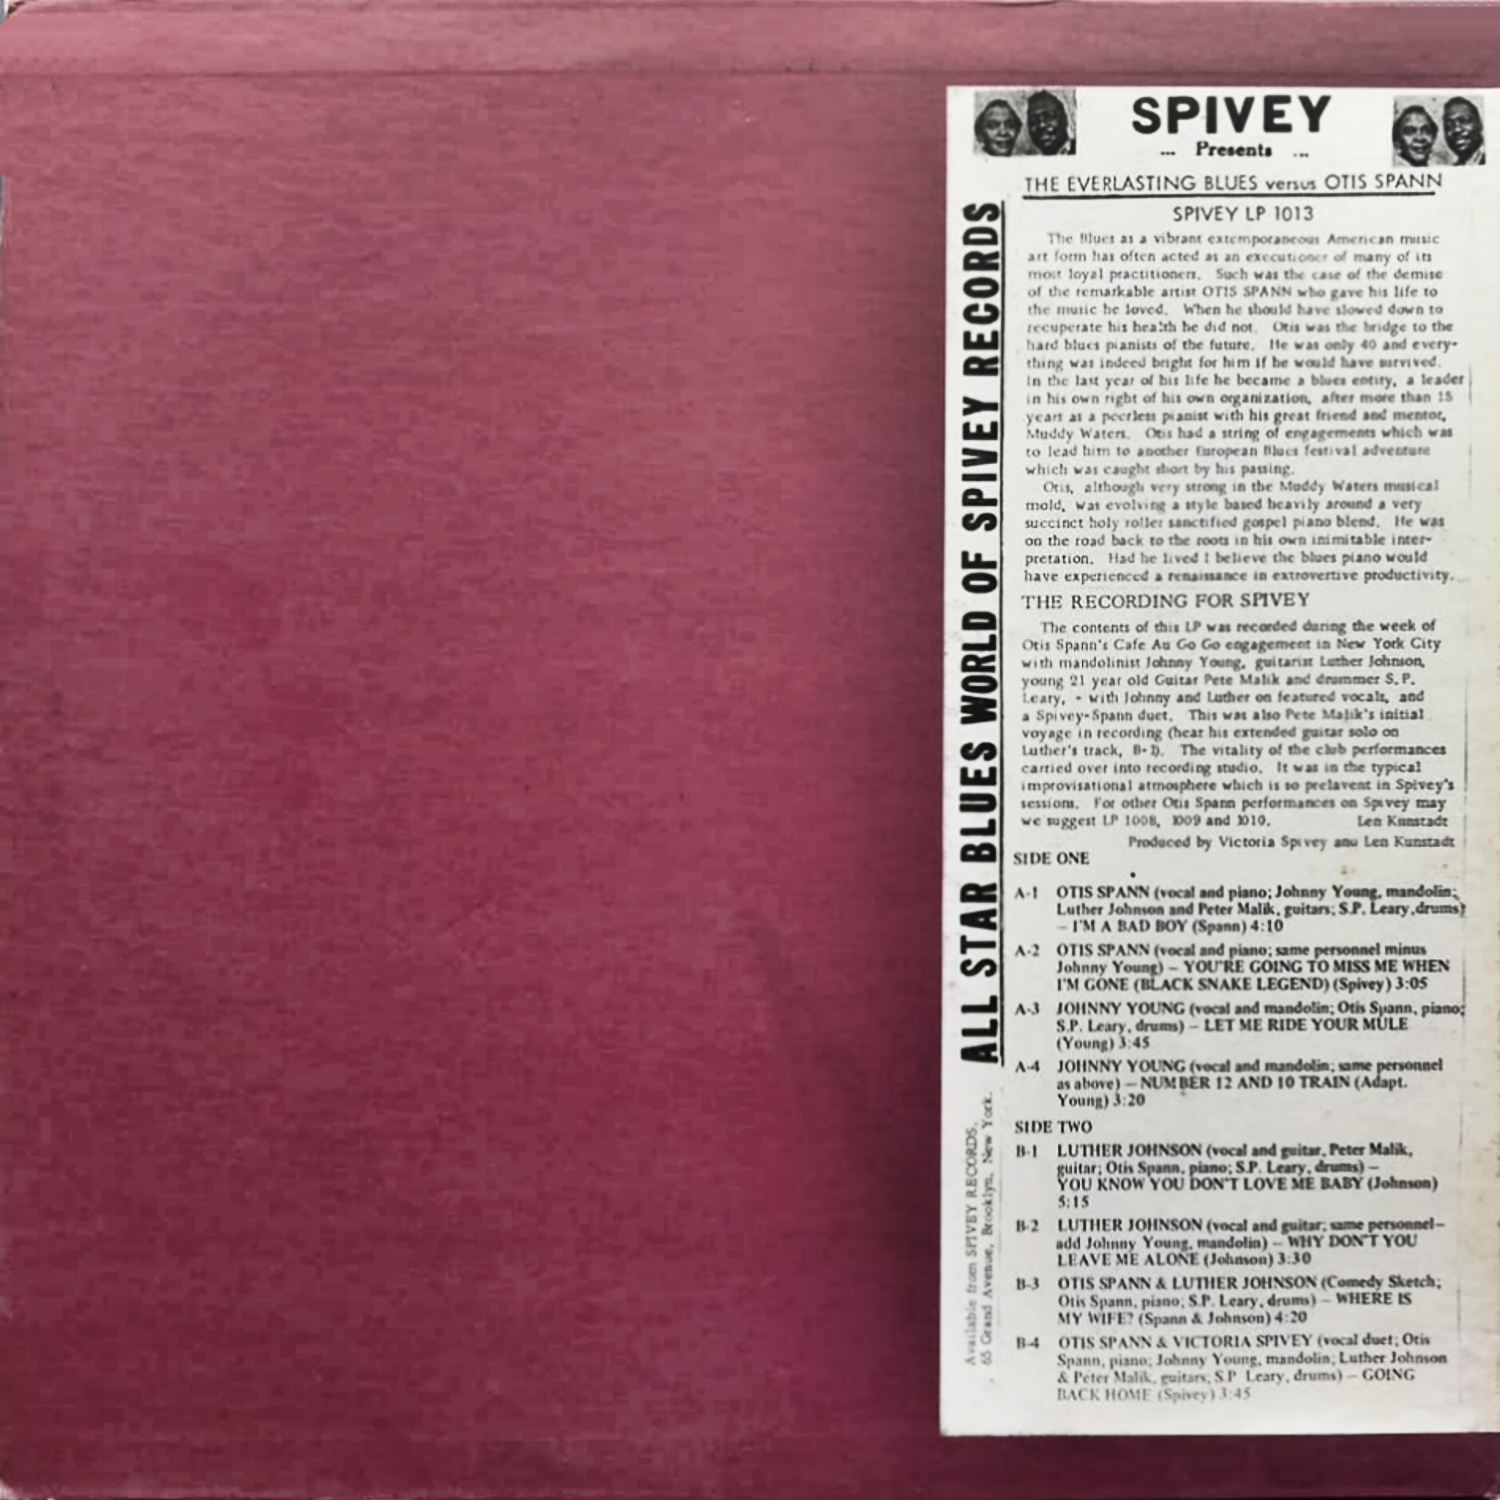 SPIVEY
... Presents ...
THE EVERLASTING BLUES versus OTIS SPANN
SPIVEY LP 1013
The Blues as a vibrant extemporaneous American music
art form has often acted as an executioner of many of its
most loyal practitioners. Such was the case of the demise
of the remarkable artist OTIS SPANN who gave his life to
the music he loved. When he should have slowed down to
recuperate his health he did not. Otis was the bridge to the
hard blues pianists of the future. He was only 40 and every-
thing was indeed bright for him if he would have survived.
In the last year of his life he became a blues entity, a leader
in his own right of his own organization, after more than 15
years as a peerless pianist with his great friend and mentor,
Muddy Waters. Otis had a string of engagements which was
to lead him to another European Blues festival adventure
which was caught short by his passing.
Otis, although very strong in the Muddy Waters musical
mold, was evolving a style based heavily around a very
succinct holy roller sanctified gospel piano blend. He was
on the road back to the roots in his own inimitable inter-
pretation. Had he lived I believe the blues piano would
have experienced a renaissance in extrovertive productivity.
THE RECORDING FOR SPIVEY
The contents of this LP was recorded during the week of
Otis Spann's Cafe Au Go Go engagement in New York City
with mandolinist Johnny Young, guitarist Luther Johnson,
young 21 year old Guitar Pete Malik and drummer S.P.
Leary, - with Johnny and Luther on featured vocals, and
a Spivey-Spann duet. This was also Pete Malik's initial
voyage in recording (hear his extended guitar solo on
Luther's track, B-1). The vitality of the club performances
carried over into recording studio. It was in the typical
improvisational atmosphere which is so prelavent in Spivey's
sessions. For other Otis Spann performances on Spivey may
we suggest LP 1008, 1009 and 1010. Len Kunstadt
Produced by Victoria Spivey and Len Kunstadt
SIDE ONE
A-1 OTIS SPANN (vocal and piano; Johnny Young, mandolin;
Luther Johnson and Peter Malik, guitars; S.P. Leary,drums)
– I'M A BAD BOY (Spann) 4:10
A-2 OTIS SPANN (vocal and piano; same personnel minus
Johnny Young) – YOU'RE GOING TO MISS ME WHEN
I'M GONE (BLACK SNAKE LEGEND) (Spivey) 3:05
A-3 JOHNNY YOUNG (vocal and mandolin; Otis Spann, piano;
S.P. Leary, drums) – LET ME RIDE YOUR MULE
(Young) 3:45
A-4 JOHNNY YOUNG (vocal and mandolin; same personnel
as above) – NUMBER 12 AND 10 TRAIN (Adapt.
Young) 3:20
SIDE TWO
B-1 LUTHER JOHNSON (vocal and guitar, Peter Malik,
guitar; Otis Spann, piano; S.P. Leary, drums) –
YOU KNOW YOU DON'T LOVE ME BABY (Johnson)
5:15
B-2 LUTHER JOHNSON (vocal and guitar; same personnel–
add Johnny Young, mandolin) – WHY DON'T YOU
LEAVE ME ALONE (Johnson) 3:30
B-3 OTIS SPANN & LUTHER JOHNSON (Comedy Sketch;
Otis Spann, piano; S.P. Leary, drums) – WHERE IS
MY WIFE? (Spann & Johnson) 4:20
B-4 OTIS SPANN & VICTORIA SPIVEY (vocal duet; Otis
Spann, piano; Johnny Young, mandolin; Luther Johnson
& Peter Malik, guitars; S.P. Leary, drums) – GOING
BACK HOME (Spivey) 3:45
ALL STAR BLUES WORLD OF SPIVEY RECORDS
Available from SPIVEY RECORDS,
65 Grand Avenue, Brooklyn, New York.